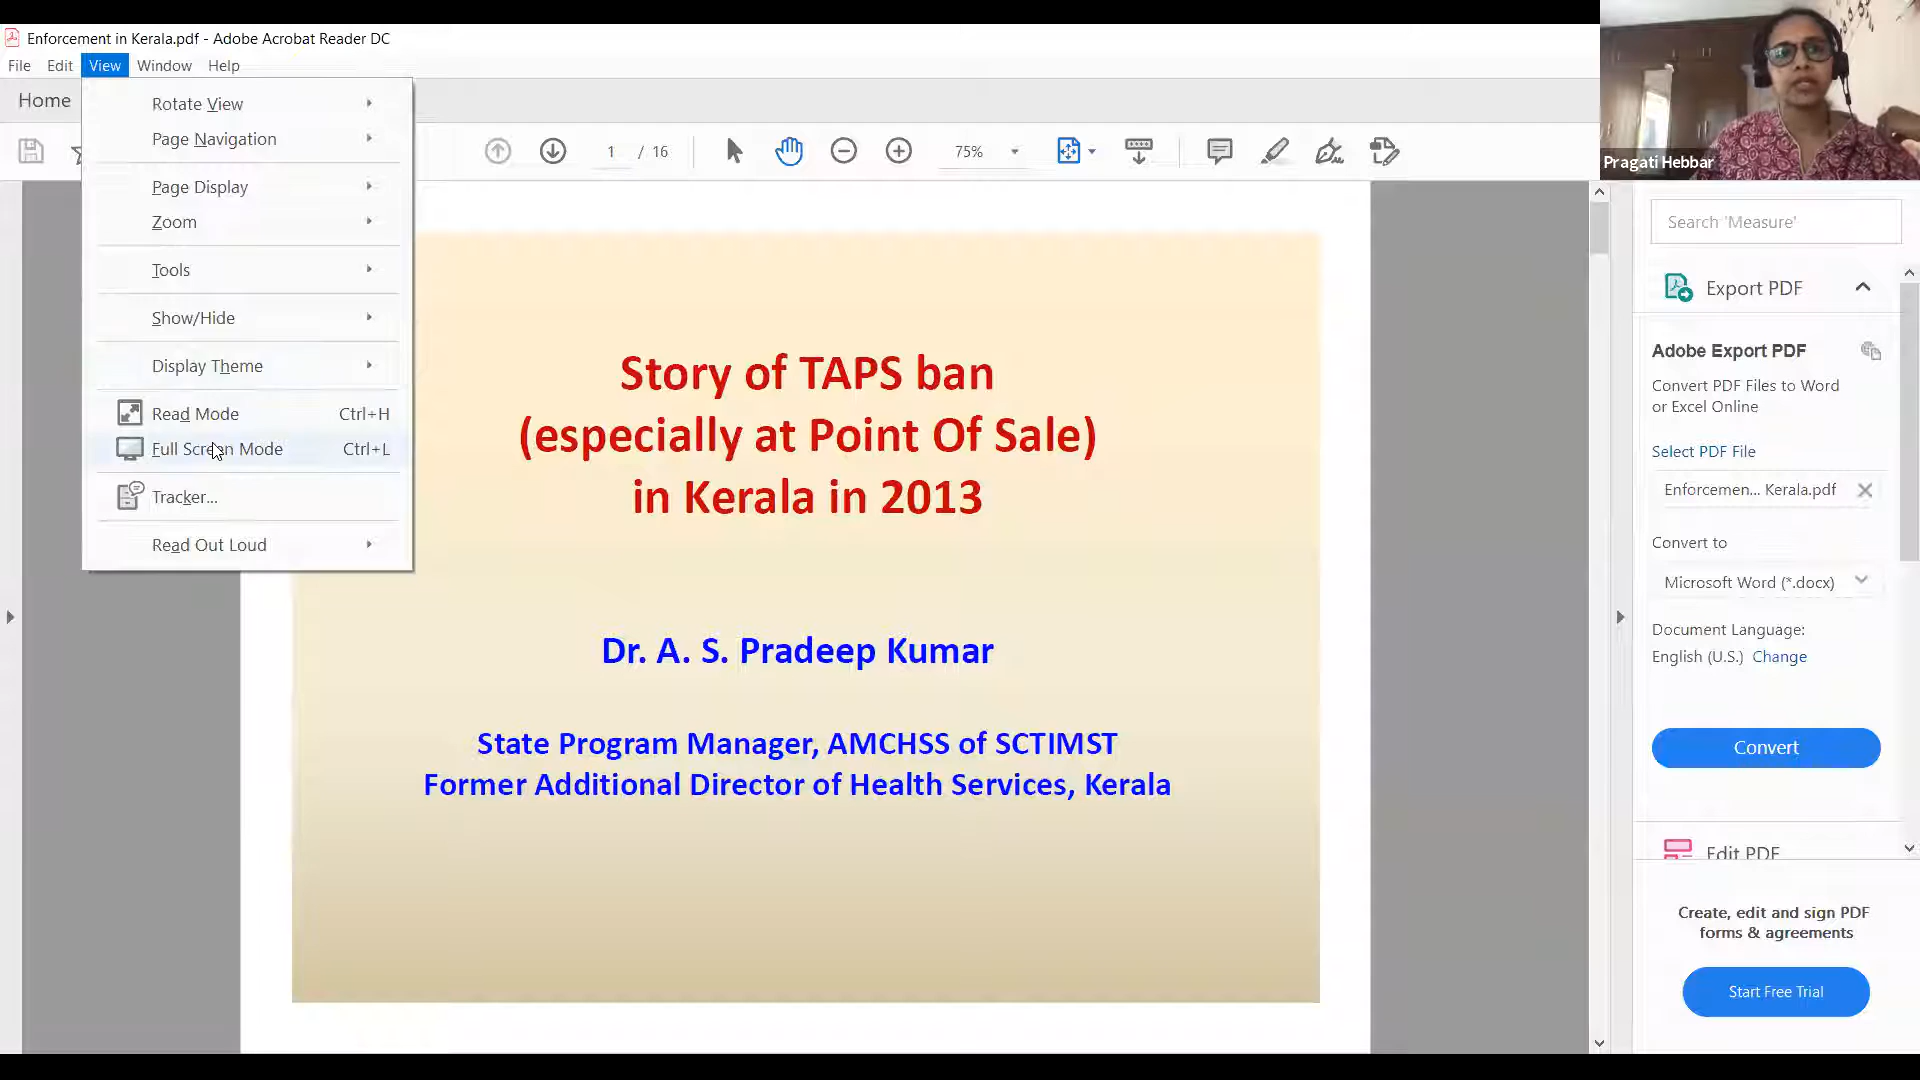 Enforcement in Kerala.pdf - Adobe Acrobat Reader DC
File Edit View Window Help
Home
Rotate View
Page Navigation
Page Display
Zoom
Tools
Show/Hide
Display Theme
Read Mode Ctrl+H
Full Screen Mode Ctrl+L
Tracker...
Read Out Loud
1 / 16
75%
Story of TAPS ban
(especially at Point Of Sale)
in Kerala in 2013
Dr. A. S. Pradeep Kumar
State Program Manager, AMCHSS of SCTIMST
Former Additional Director of Health Services, Kerala
Pragati Hebbar
Search 'Measure'
Export PDF
Adobe Export PDF
Convert PDF Files to Word
or Excel Online
Select PDF File
Enforcemen... Kerala.pdf
Convert to
Microsoft Word (*.docx)
Document Language:
English (U.S.) Change
Convert
Edit PDF
Create, edit and sign PDF
forms & agreements
Start Free Trial